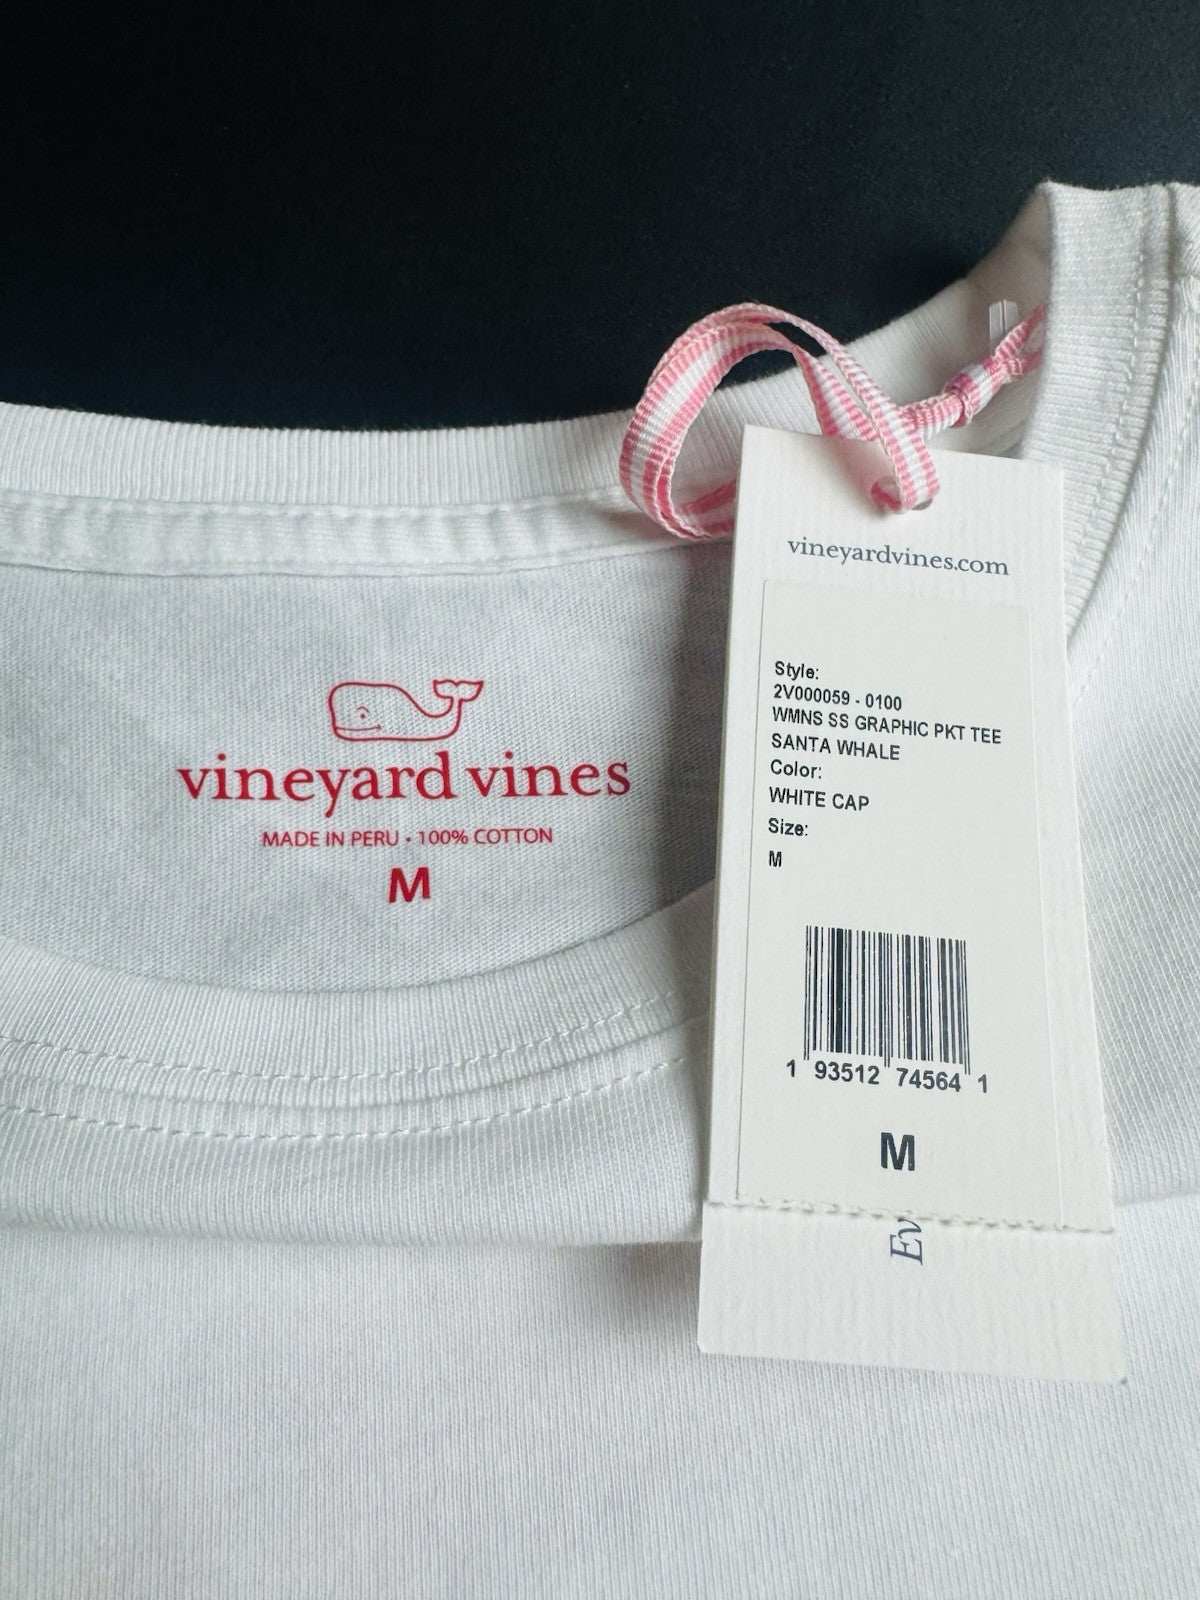 vineyard vines
MADE IN PERU • 100% COTTON
M
vineyardvines.com
Style:
2V000059 - 0100
WMNS SS GRAPHIC PKT TEE
SANTA WHALE
Color:
WHITE CAP
Size:
M
1 93512 74564 1
M